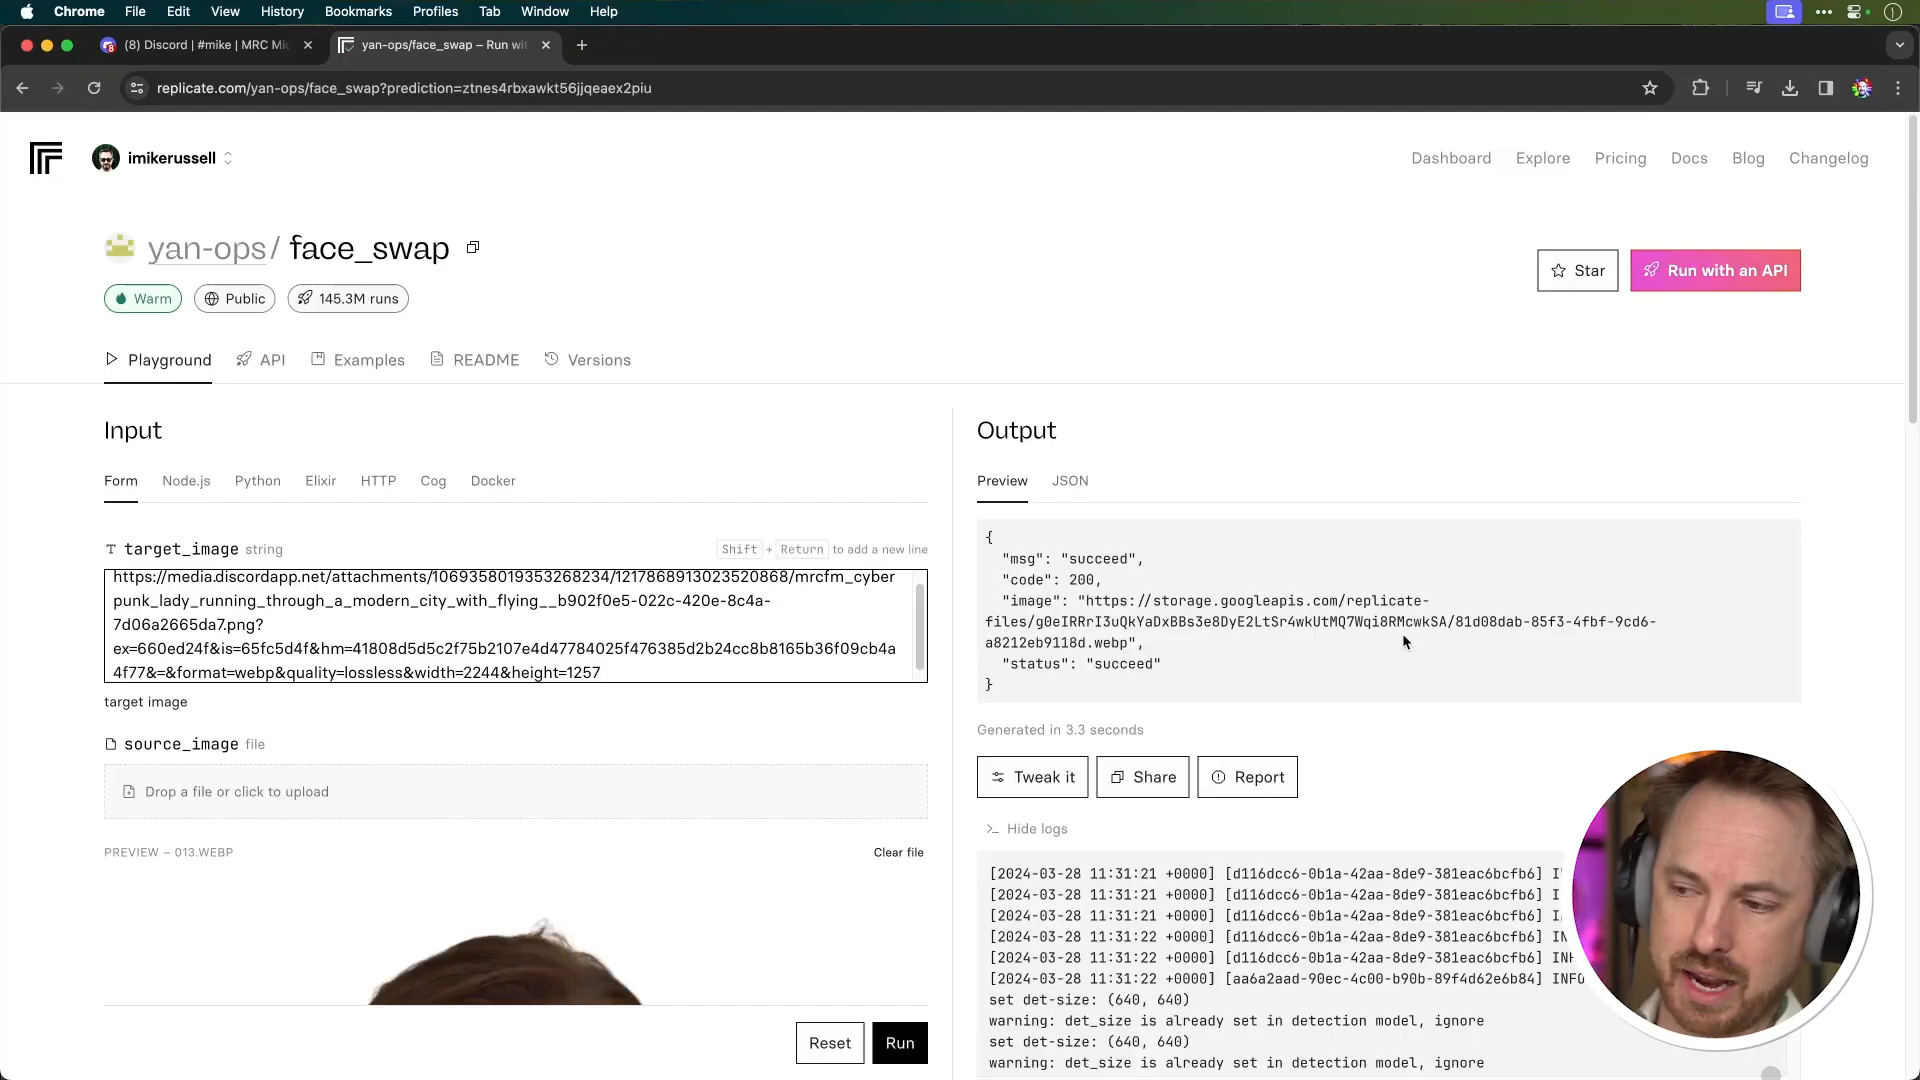 Chrome File Edit View History Bookmarks Profiles Tab Window Help
(8) Discord | #mike | MRC Mi
yan-ops/face_swap – Run wit
replicate.com/yan-ops/face_swap?prediction=ztnes4rbxawkt56jjqeaex2piu
imikerussell
Dashboard Explore Pricing Docs Blog Changelog
yan-ops/ face_swap
Star Run with an API
Warm Public 145.3M runs
Playground API Examples README Versions
Input
Form Node.js Python Elixir HTTP Cog Docker
target_image string
Shift + Return to add a new line
https://media.discordapp.net/attachments/1069358019353268234/1217868913023520868/mrcfm_cyber
punk_lady_running_through_a_modern_city_with_flying__b902f0e5-022c-420e-8c4a-
7d06a2665da7.png?
ex=660ed24f&is=65fc5d4f&hm=41808d5d5c2f75b2107e4d47784025f476385d2b24cc8b8165b36f09cb4a
4f77&=&format=webp&quality=lossless&width=2244&height=1257
target image
source_image file
Drop a file or click to upload
PREVIEW – 013.WEBP
Clear file
Reset Run
Output
Preview JSON
{
"msg": "succeed",
"code": 200,
"image": "https://storage.googleapis.com/replicate-
files/g0eIRRrI3uQkYaDxBBs3e8DyE2LtSr4wkUtMQ7Wqi8RMcwkSA/81d08dab-85f3-4fbf-9cd6-
a8212eb9118d.webp",
"status": "succeed"
}
Generated in 3.3 seconds
Tweak it Share Report
Hide logs
[2024-03-28 11:31:21 +0000] [d116dcc6-0b1a-42aa-8de9-381eac6bcfb6] I
[2024-03-28 11:31:21 +0000] [d116dcc6-0b1a-42aa-8de9-381eac6bcfb6] I
[2024-03-28 11:31:21 +0000] [d116dcc6-0b1a-42aa-8de9-381eac6bcfb6] I
[2024-03-28 11:31:22 +0000] [d116dcc6-0b1a-42aa-8de9-381eac6bcfb6] IN
[2024-03-28 11:31:22 +0000] [d116dcc6-0b1a-42aa-8de9-381eac6bcfb6] INF
[2024-03-28 11:31:22 +0000] [aa6a2aad-90ec-4c00-b90b-89f4d62e6b84] INFO
set det-size: (640, 640)
warning: det_size is already set in detection model, ignore
set det-size: (640, 640)
warning: det_size is already set in detection model, ignore